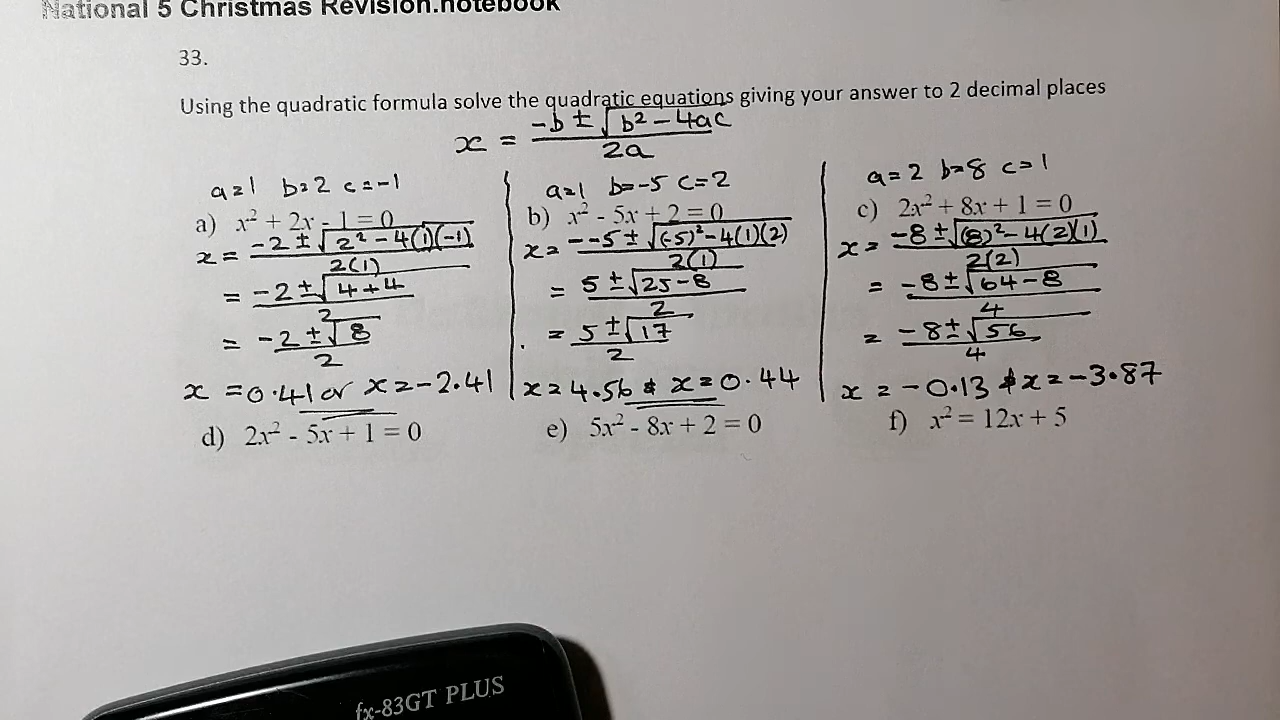 National 5 Christmas Revision.notebook
33.
Using the quadratic formula solve the quadratic equations giving your answer to 2 decimal places
x = (-b ± √(b² - 4ac)) / 2a
a=1 b=2 c=-1
a) x² + 2x - 1 = 0
x = (-2 ± √(2² - 4(1)(-1))) / 2(1)
= (-2 ± √(4+4)) / 2
= (-2 ± √8) / 2
x = 0.41 or x = -2.41
a=1 b=-5 c=2
b) x² - 5x + 2 = 0
x = (--5 ± √((-5)² - 4(1)(2))) / 2(1)
= (5 ± √(25-8)) / 2
= (5 ± √17) / 2
x = 4.56 & x = 0.44
a=2 b=8 c=1
c) 2x² + 8x + 1 = 0
x = (-8 ± √((8)² - 4(2)(1))) / 2(2)
= (-8 ± √(64-8)) / 4
= (-8 ± √56) / 4
x = -0.13 & x = -3.87
d) 2x² - 5x + 1 = 0
e) 5x² - 8x + 2 = 0
f) x² = 12x + 5
fx-83GT PLUS